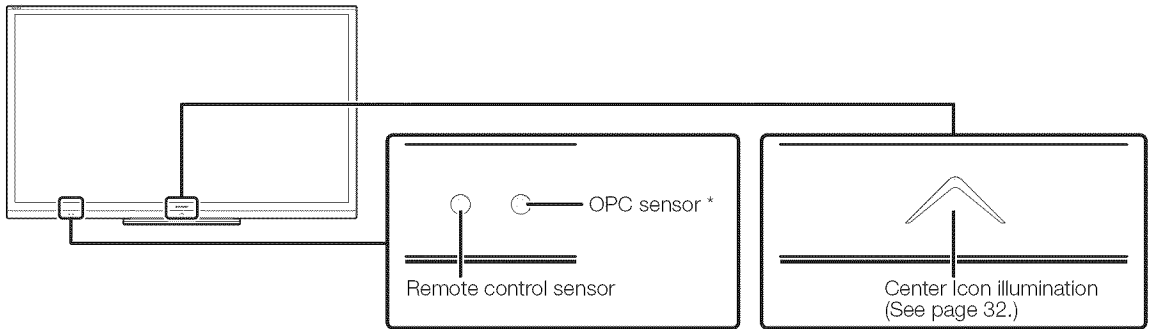 OPC sensor *
Remote control sensor
Center Icon illumination
(See page 32.)